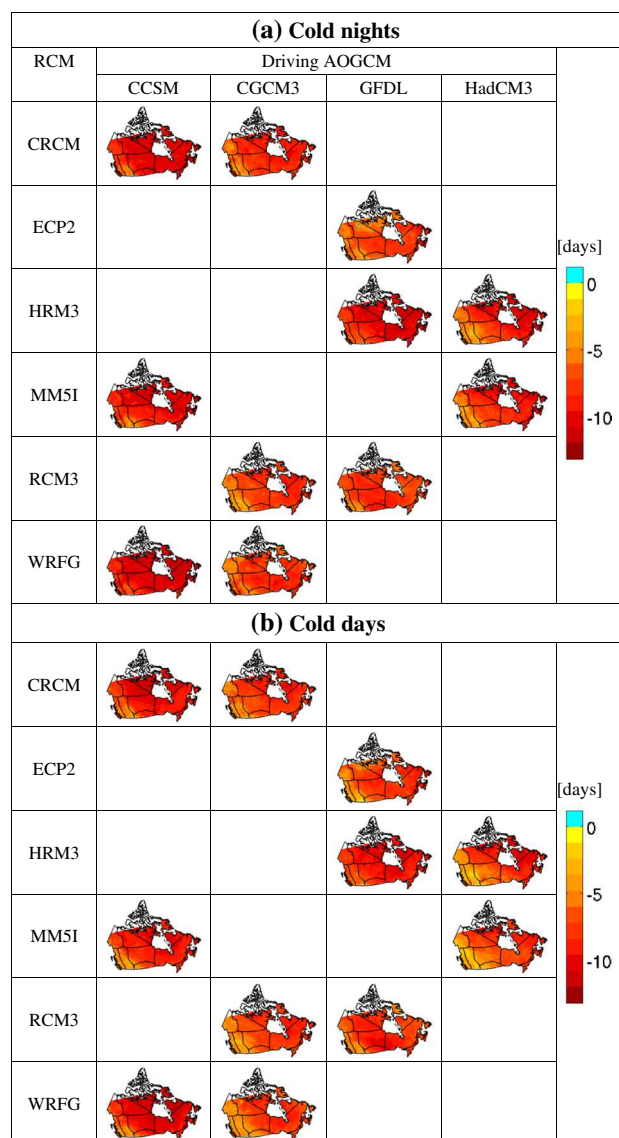 (a) Cold nights
RCM Driving AOGCM
CCSM CGCM3 GFDL HadCM3
CRCM
ECP2
[days]
0
HRM3
-5
MM5I
-10
RCM3
WRFG
(b) Cold days
CRCM
ECP2
[days]
0
HRM3
-5
MM5I
-10
RCM3
WRFG